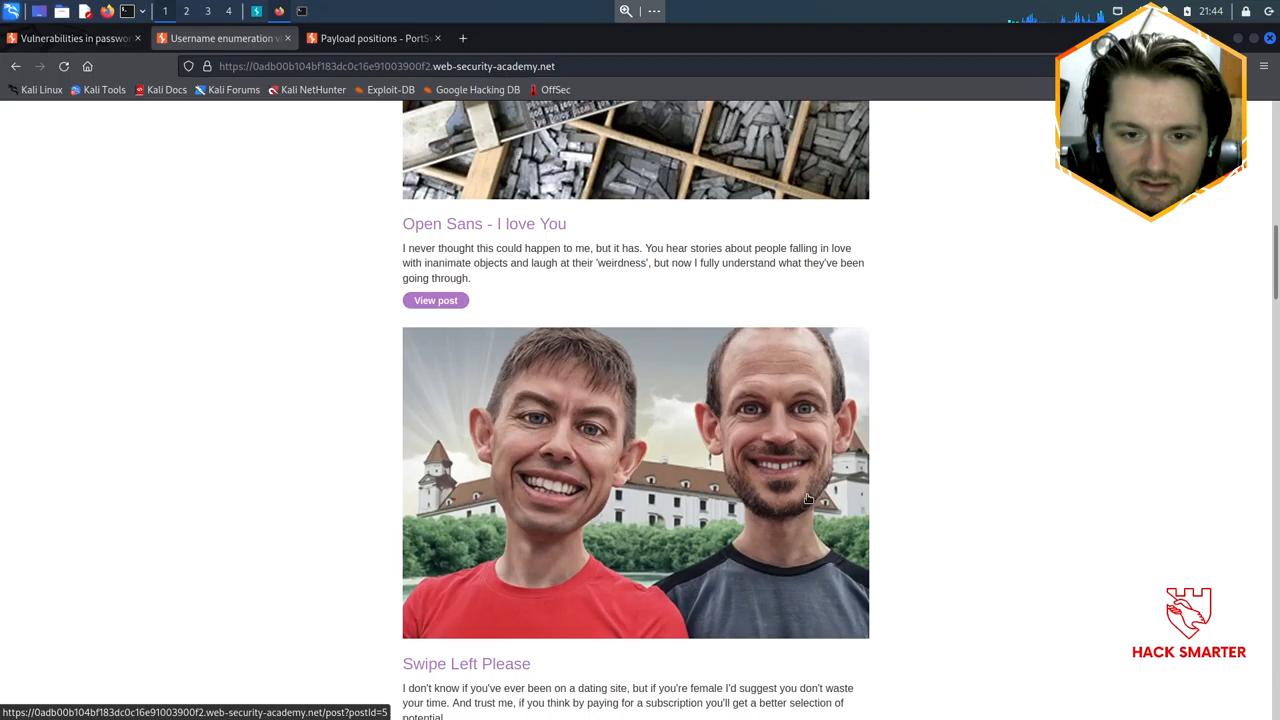 1 2 3 4
21:44
Vulnerabilities in passwo
Username enumeration v
Payload positions - PortS
https://0adb00b104bf183dc0c16e91003900f2.web-security-academy.net
Kali Linux
Kali Tools
Kali Docs
Kali Forums
Kali NetHunter
Exploit-DB
Google Hacking DB
OffSec
Open Sans - I love You
I never thought this could happen to me, but it has. You hear stories about people falling in love
with inanimate objects and laugh at their 'weirdness', but now I fully understand what they've been
going through.
View post
Swipe Left Please
I don't know if you've ever been on a dating site, but if you're female I'd suggest you don't waste
your time. And trust me, if you think by paying for a subscription you'll get a better selection of
potential
HACK SMARTER
https://0adb00b104bf183dc0c16e91003900f2.web-security-academy.net/post?postId=5